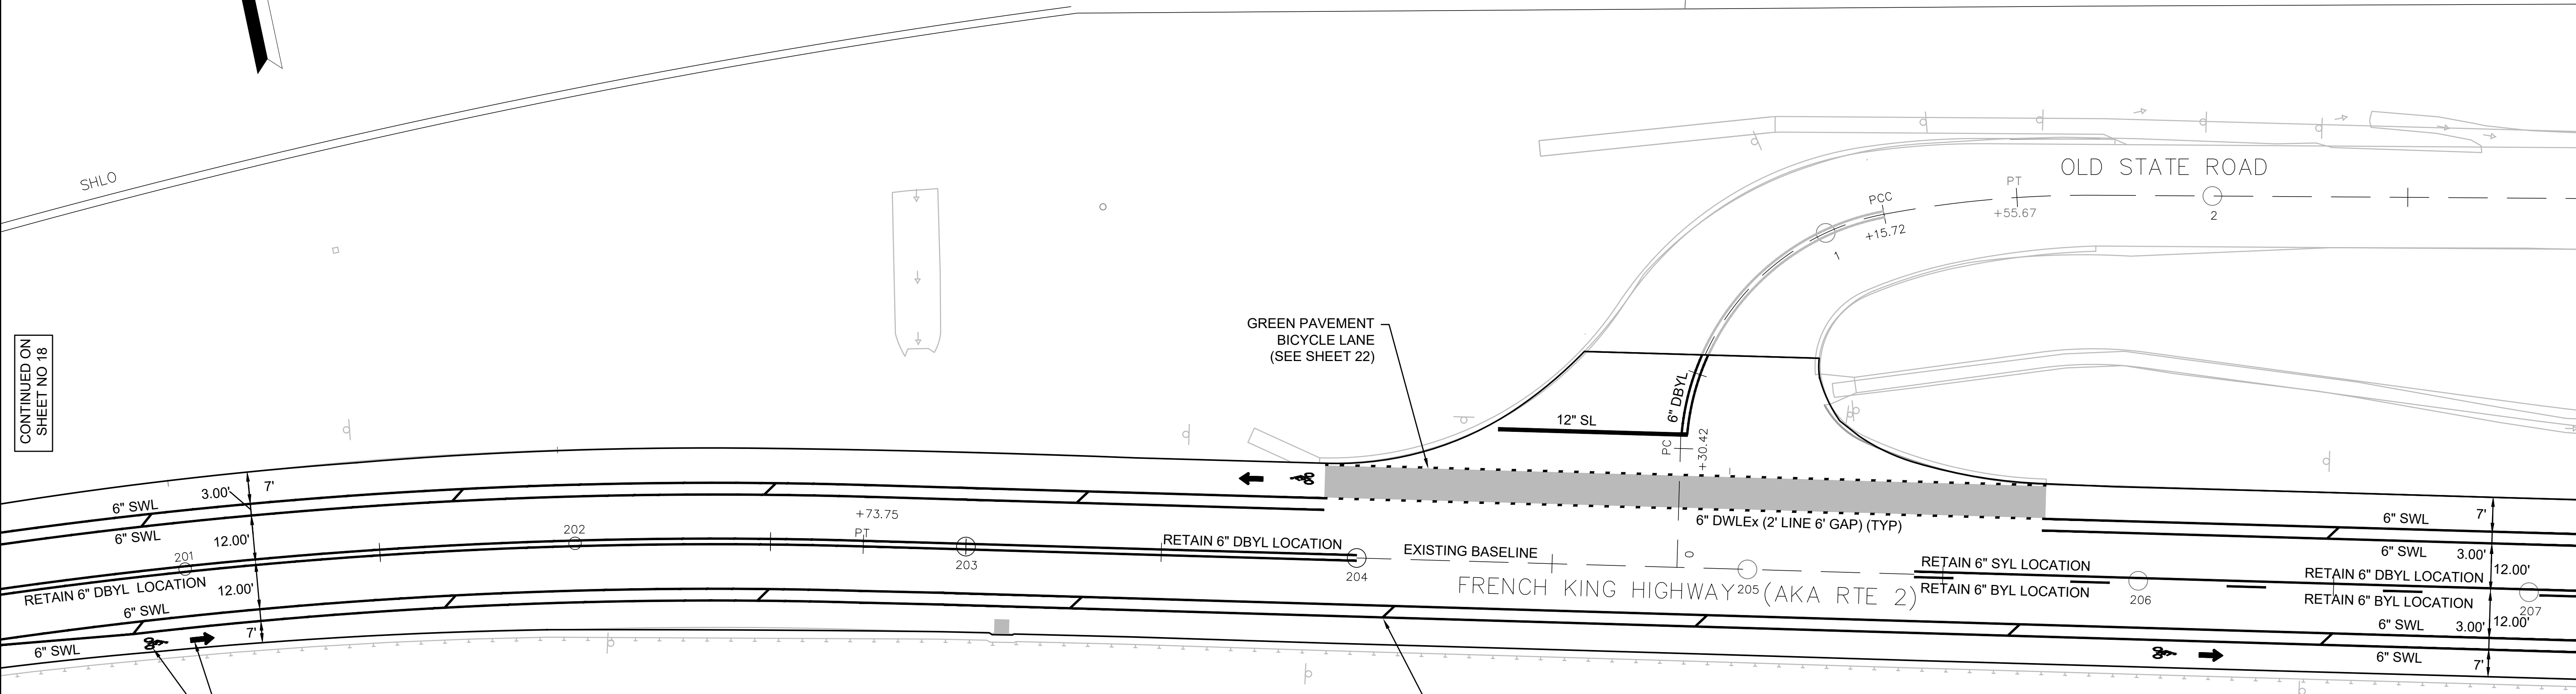 SHLO
CONTINUED ON
SHEET NO 18
OLD STATE ROAD
PCC
+15.72
PT
+55.67
1
2
GREEN PAVEMENT
BICYCLE LANE
(SEE SHEET 22)
12" SL
6" DBYL
PC
+30.42
6" SWL
3.00'
7'
6" SWL
12.00'
201
202
+73.75
PT
203
RETAIN 6" DBYL LOCATION
204
EXISTING BASELINE
0
6" DWLEx (2' LINE 6' GAP) (TYP)
FRENCH KING HIGHWAY (AKA RTE 2)
205
RETAIN 6" SYL LOCATION
RETAIN 6" BYL LOCATION
206
6" SWL
7'
6" SWL
3.00'
12.00'
RETAIN 6" DBYL LOCATION
RETAIN 6" BYL LOCATION
207
6" SWL
3.00'
12.00'
6" SWL
7'
RETAIN 6" DBYL LOCATION
12.00'
6" SWL
7'
6" SWL